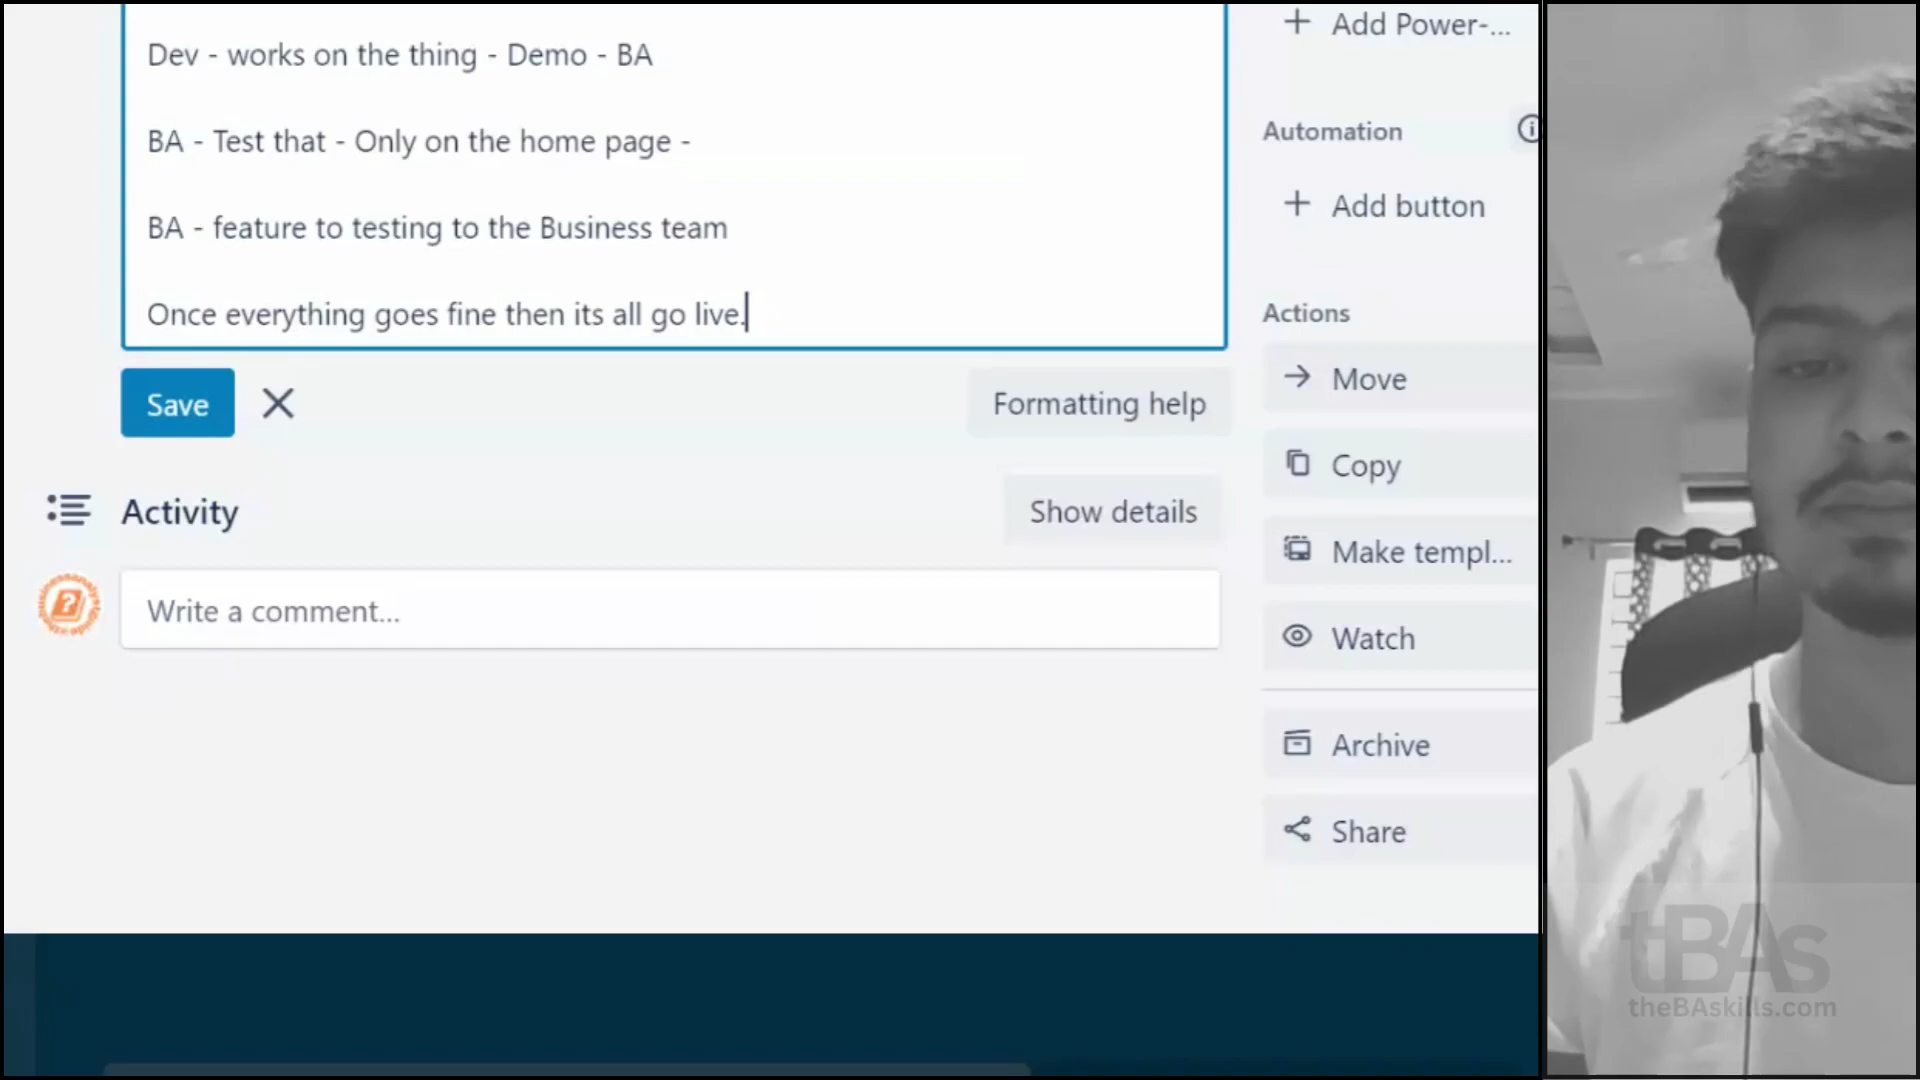 Dev - works on the thing - Demo - BA
BA - Test that - Only on the home page -
BA - feature to testing to the Business team
Once everything goes fine then its all go live.
Save
Formatting help
Activity
Show details
Write a comment...
Add Power-...
Automation
Add button
Actions
Move
Copy
Make templ...
Watch
Archive
Share
tBAs
theBAskills.com